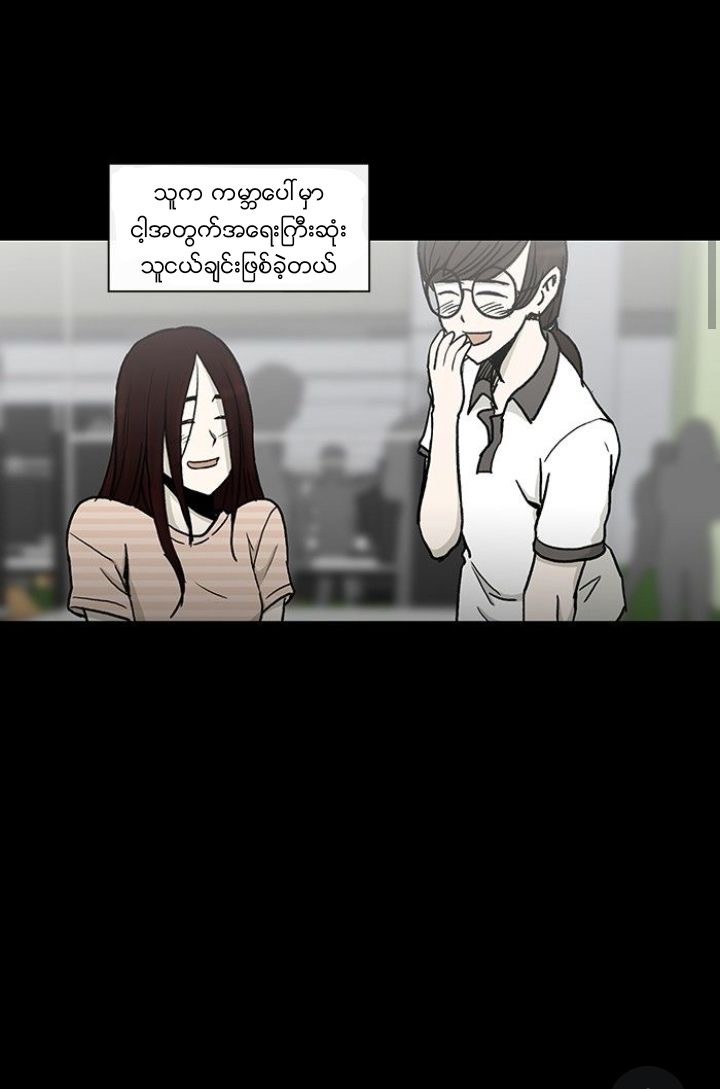 သူက ကမ္ဘာပေါ်မှာ
ငါ့အတွက်အရေးကြီးဆုံး
သူငယ်ချင်းဖြစ်ခဲ့တယ်